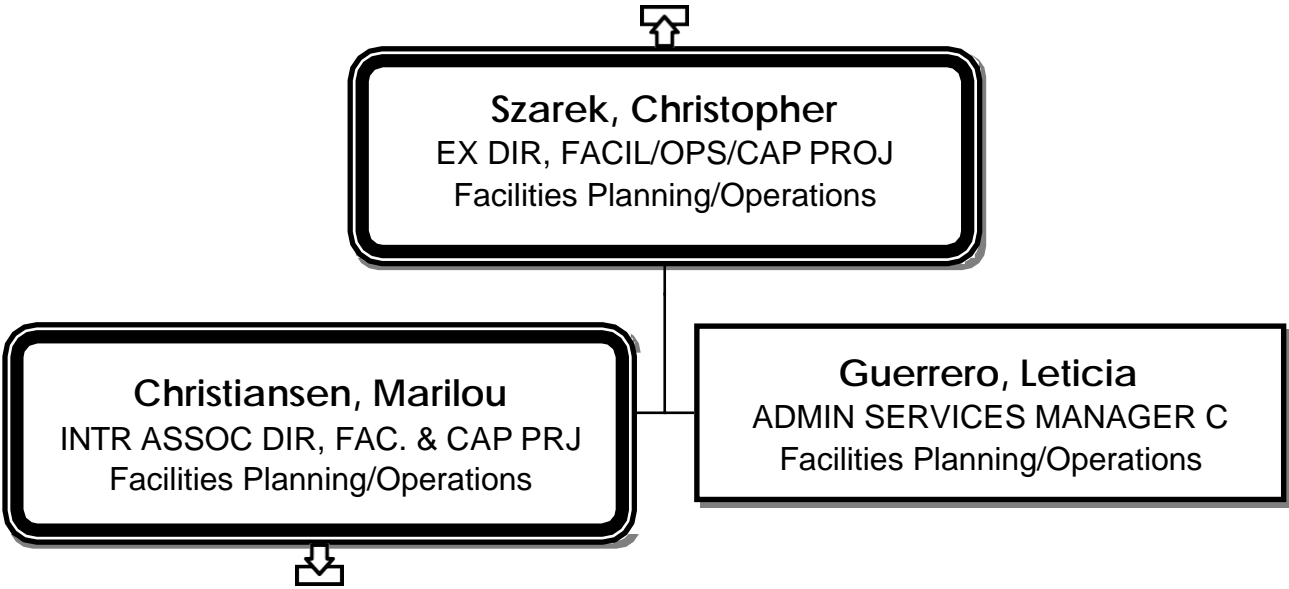 Szarek, Christopher
EX DIR, FACIL/OPS/CAP PROJ
Facilities Planning/Operations
Christiansen, Marilou
INTR ASSOC DIR, FAC. & CAP PRJ
Facilities Planning/Operations
Guerrero, Leticia
ADMIN SERVICES MANAGER C
Facilities Planning/Operations